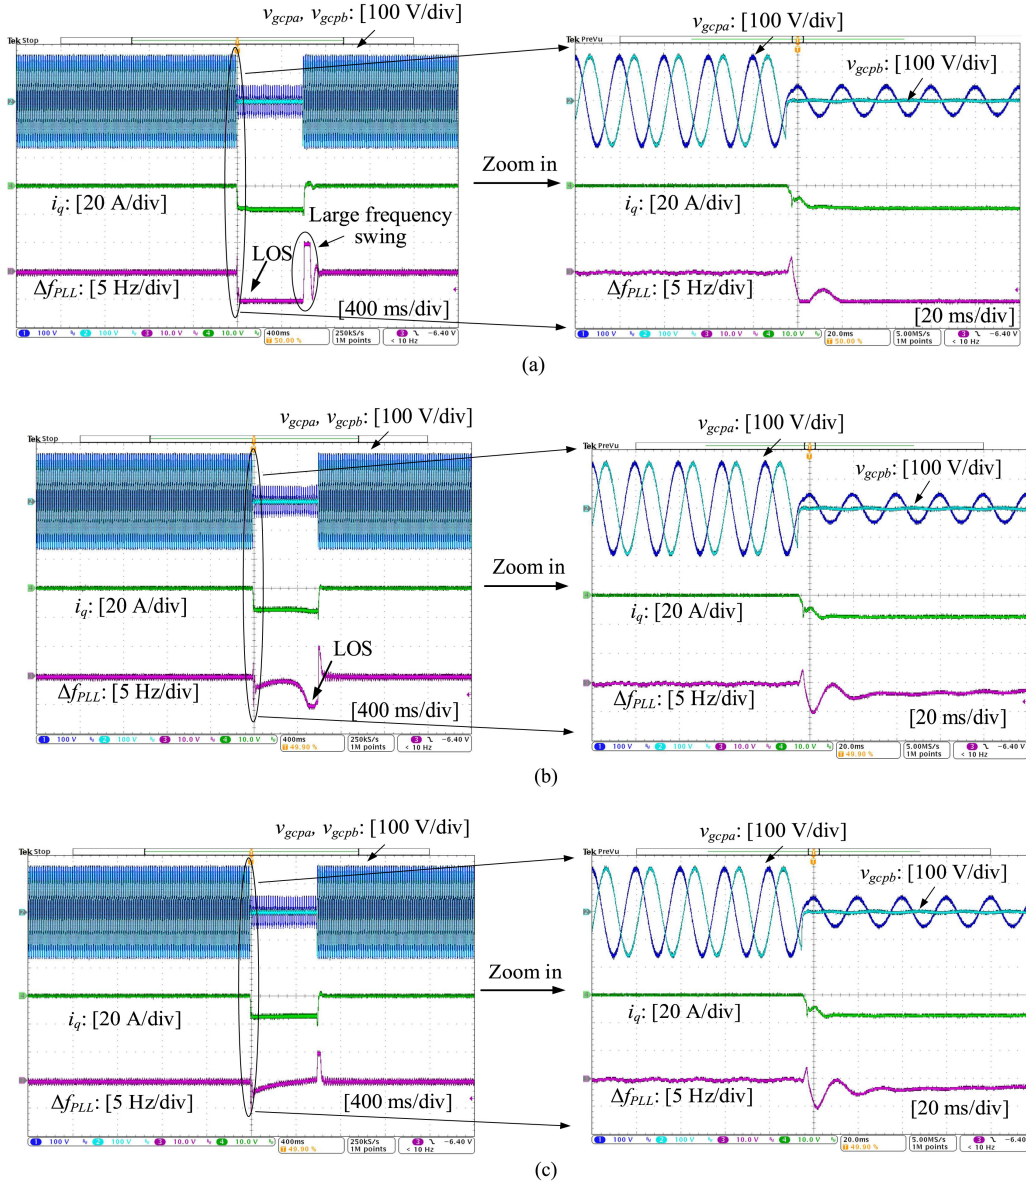 v_gcpa, v_gcpb: [100 V/div]
Tek Stop
i_q: [20 A/div]
Large frequency
swing
LOS
Δf_PLL: [5 Hz/div]
[400 ms/div]
1 100 V 2 100 V 3 10.0 V 4 10.0 V 400ms 250kS/s 3 -6.40 V
50.00 % 1M points < 10 Hz
Zoom in
v_gcpa: [100 V/div]
Tek PreVu
v_gcpb: [100 V/div]
i_q: [20 A/div]
Δf_PLL: [5 Hz/div]
[20 ms/div]
1 100 V 2 100 V 3 10.0 V 4 10.0 V 20.0ms 5.00MS/s 3 -6.40 V
50.00 % 1M points < 10 Hz
(a)
v_gcpa, v_gcpb: [100 V/div]
Tek Stop
i_q: [20 A/div]
LOS
Δf_PLL: [5 Hz/div]
[400 ms/div]
1 100 V 2 100 V 3 10.0 V 4 10.0 V 400ms 250kS/s 3 -6.40 V
49.90 % 1M points < 10 Hz
Zoom in
v_gcpa: [100 V/div]
Tek PreVu
v_gcpb: [100 V/div]
i_q: [20 A/div]
Δf_PLL: [5 Hz/div]
[20 ms/div]
1 100 V 2 100 V 3 10.0 V 4 10.0 V 20.0ms 5.00MS/s 3 -6.40 V
49.90 % 1M points < 10 Hz
(b)
v_gcpa, v_gcpb: [100 V/div]
Tek Stop
i_q: [20 A/div]
Δf_PLL: [5 Hz/div]
[400 ms/div]
1 100 V 2 100 V 3 10.0 V 4 10.0 V 400ms 250kS/s 3 -6.40 V
49.90 % 1M points < 10 Hz
Zoom in
v_gcpa: [100 V/div]
Tek PreVu
v_gcpb: [100 V/div]
i_q: [20 A/div]
Δf_PLL: [5 Hz/div]
[20 ms/div]
1 100 V 2 100 V 3 10.0 V 4 10.0 V 20.0ms 5.00MS/s 3 -6.40 V
49.90 % 1M points < 10 Hz
(c)